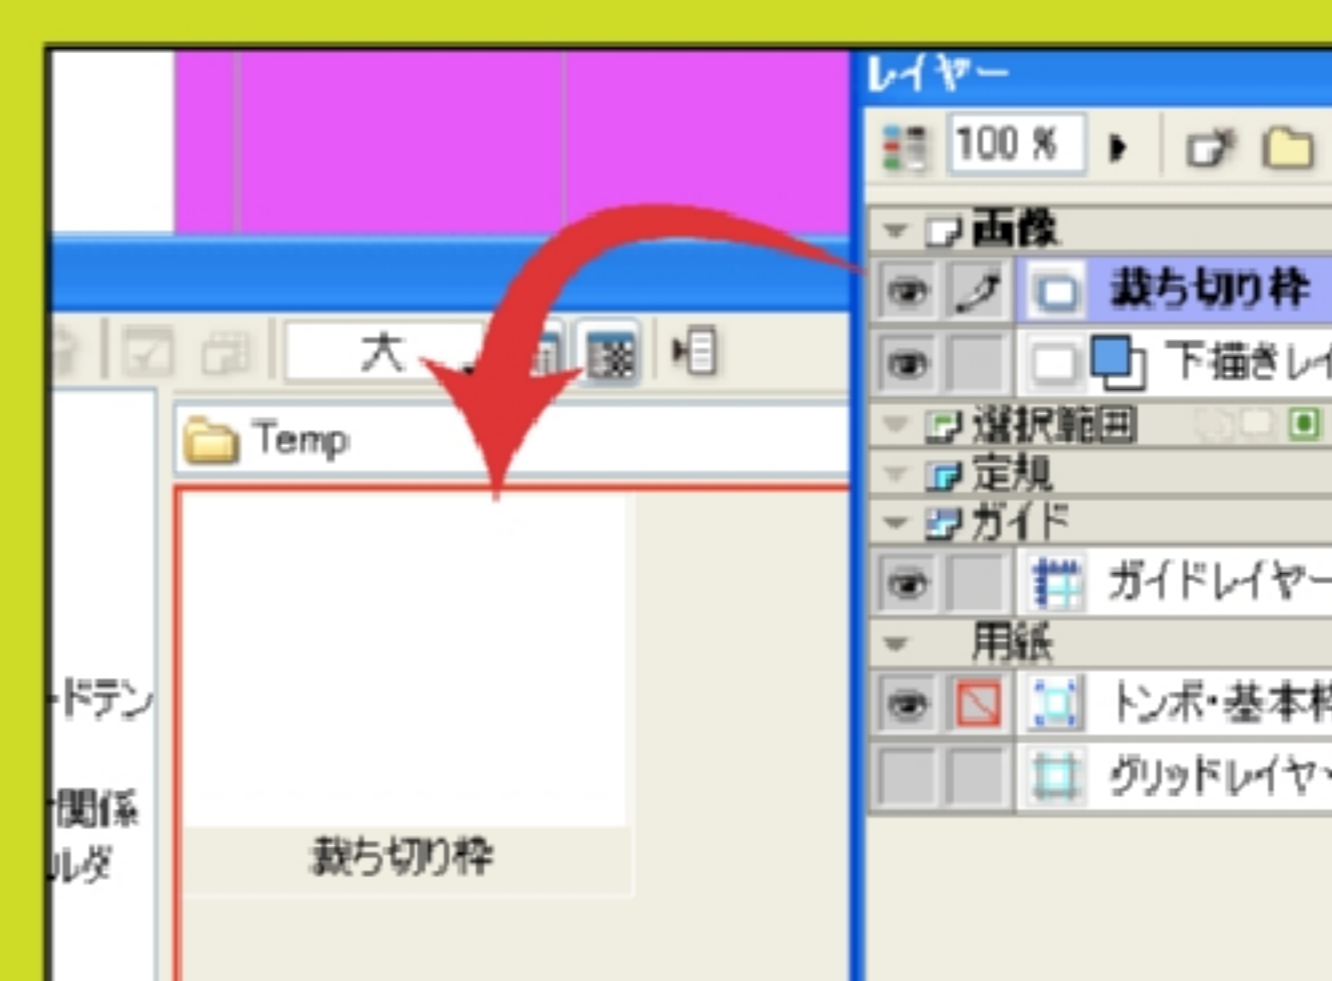 レイヤー
100 %
画像
裁ち切り枠
下描きレイ
選択範囲
定規
ガイド
ガイドレイヤー
用紙
トンボ・基本枠
グリッドレイヤー
大
Temp
裁ち切り枠
ードテン
関係
ルダ